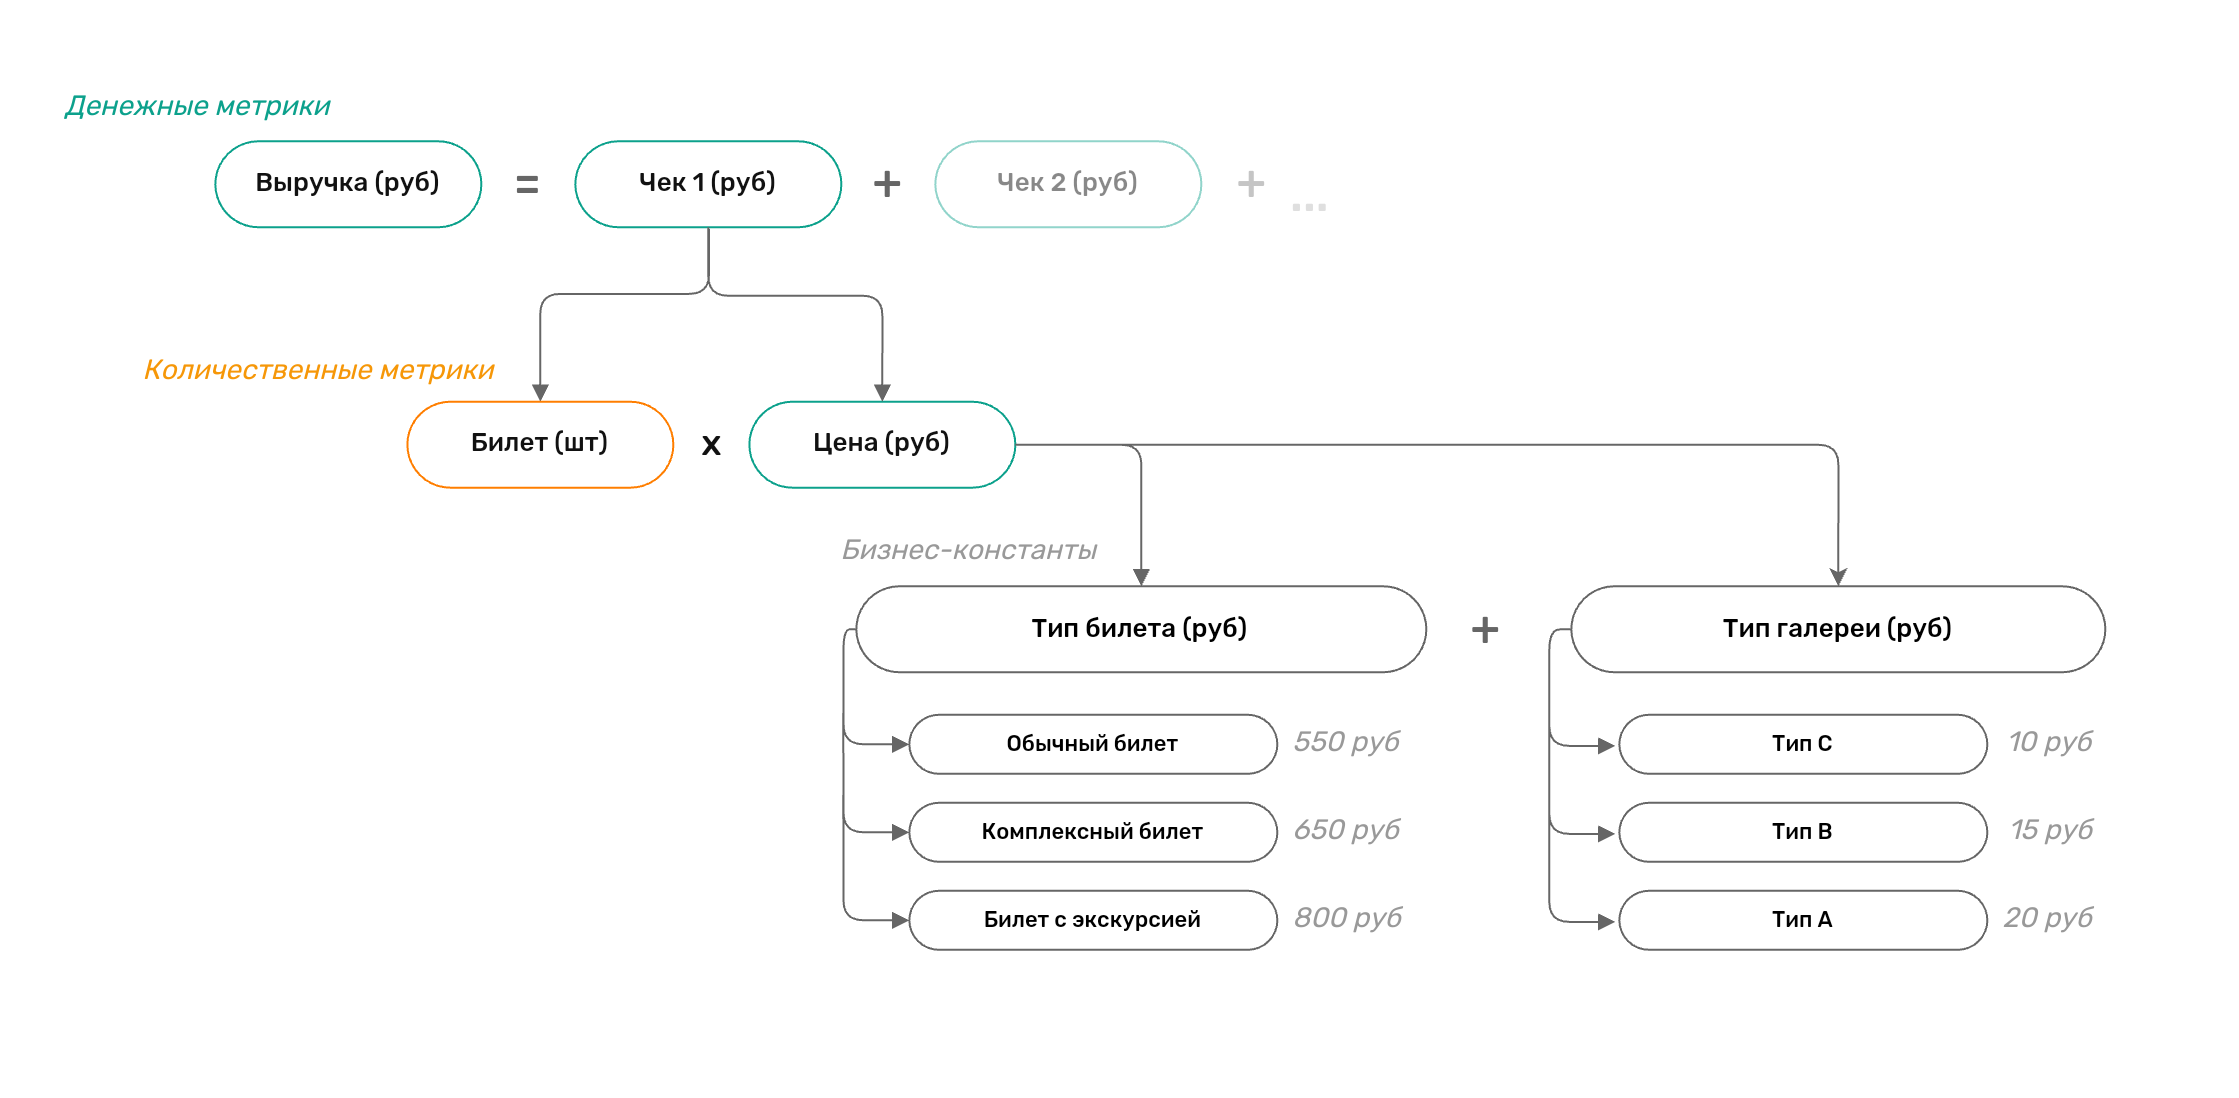 Денежные метрики
Выручка (руб) = Чек 1 (руб) + Чек 2 (руб) + ...
Количественные метрики
Билет (шт) x Цена (руб)
Бизнес-константы
Тип билета (руб) + Тип галереи (руб)
Обычный билет 550 руб Тип C 10 руб
Комплексный билет 650 руб Тип B 15 руб
Билет с экскурсией 800 руб Тип A 20 руб